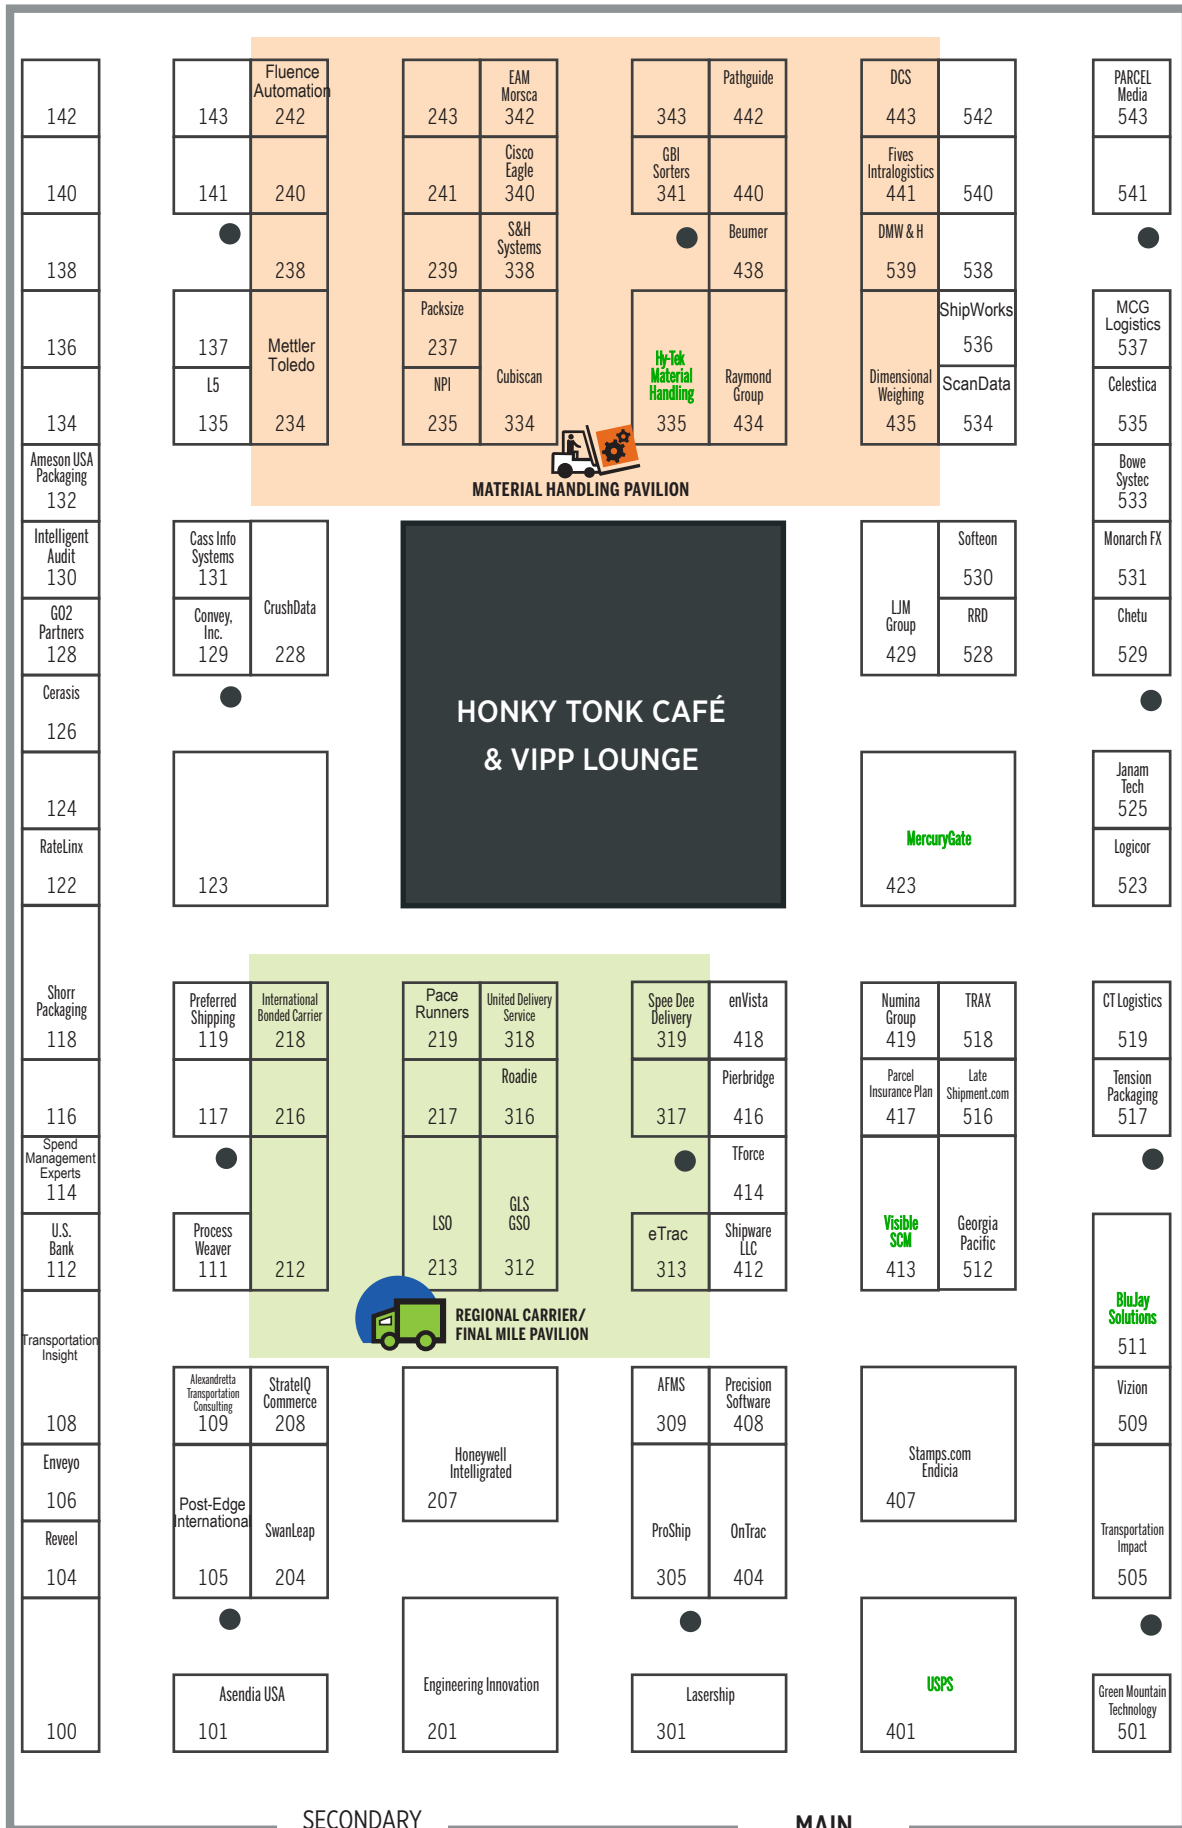 142
143
Fluence
Automation
242
243
EAM
Morsca
342
343
Pathguide
442
DCS
443
542
PARCEL
Media
543
140
141
240
241
Cisco
Eagle
340
GBI
Sorters
341
440
Fives
Intralogistics
441
540
541
138
238
239
S&H
Systems
338
Beumer
438
DMW & H
539
538
136
137
Mettler
Toledo
234
Packsize
237
Cubiscan
334
Hy-Tek
Material
Handling
335
Raymond
Group
434
Dimensional
Weighing
435
ShipWorks
536
MCG
Logistics
537
134
L5
135
NPI
235
ScanData
534
Celestica
535
MATERIAL HANDLING PAVILION
Ameson USA
Packaging
132
Bowe
Systec
533
Intelligent
Audit
130
Cass Info
Systems
131
CrushData
228
LJM
Group
429
Softeon
530
Monarch FX
531
GO2
Partners
128
Convey,
Inc.
129
RRD
528
Chetu
529
Cerasis
126
HONKY TONK CAFÉ
& VIPP LOUNGE
124
123
MercuryGate
423
Janam
Tech
525
RateLinx
122
Logicor
523
Shorr
Packaging
118
Preferred
Shipping
119
International
Bonded Carrier
218
Pace
Runners
219
United Delivery
Service
318
Spee Dee
Delivery
319
enVista
418
Numina
Group
419
TRAX
518
CT Logistics
519
116
117
216
217
Roadie
316
317
Pierbridge
416
Parcel
Insurance Plan
417
Late
Shipment.com
516
Tension
Packaging
517
Spend
Management
Experts
114
212
LSO
213
GLS
GSO
312
TForce
414
Visible
SCM
413
Georgia
Pacific
512
U.S.
Bank
112
Process
Weaver
111
eTrac
313
Shipware
LLC
412
BluJay
Solutions
511
REGIONAL CARRIER/
FINAL MILE PAVILION
Transportation
Insight
108
Alexandretta
Transportation
Consulting
109
StrateIQ
Commerce
208
Honeywell
Intelligrated
207
AFMS
309
Precision
Software
408
Stamps.com
Endicia
407
Vizion
509
Enveyo
106
Post-Edge
International
105
SwanLeap
204
ProShip
305
OnTrac
404
Transportation
Impact
505
Reveel
104
100
Asendia USA
101
Engineering Innovation
201
Lasership
301
USPS
401
Green Mountain
Technology
501
SECONDARY
MAIN